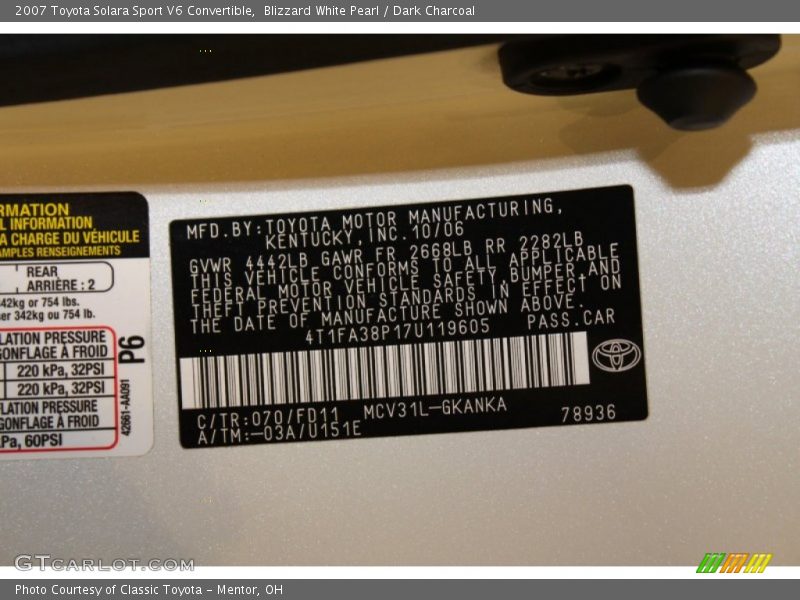 2007 Toyota Solara Sport V6 Convertible,  Blizzard White Pearl / Dark Charcoal
RMATION
L INFORMATION
A CHARGE DU VÉHICULE
AMPLES RENSEIGNEMENTS
REAR
ARRIÈRE : 2
342kg or 754 lbs.
er 342kg ou 754 lb.
LATION PRESSURE
GONFLAGE À FROID
220 kPa, 32PSI
220 kPa, 32PSI
LATION PRESSURE
GONFLAGE À FROID
kPa, 60PSI
P6
42661-AA091
MFD.BY:TOYOTA MOTOR MANUFACTURING,
KENTUCKY,INC.10/06
GVWR 4442LB GAWR FR 2668LB RR 2282LB
THIS VEHICLE CONFORMS TO ALL APPLICABLE
FEDERAL MOTOR VEHICLE SAFETY,BUMPER,AND
THEFT PREVENTION STANDARDS IN EFFECT ON
THE DATE OF MANUFACTURE SHOWN ABOVE.
4T1FA38P17U119605 PASS.CAR
C/TR:070/FD11 MCV31L-GKANKA
A/TM:-03A/U151E 78936
GTCARLOT.COM
Photo Courtesy of Classic Toyota - Mentor, OH